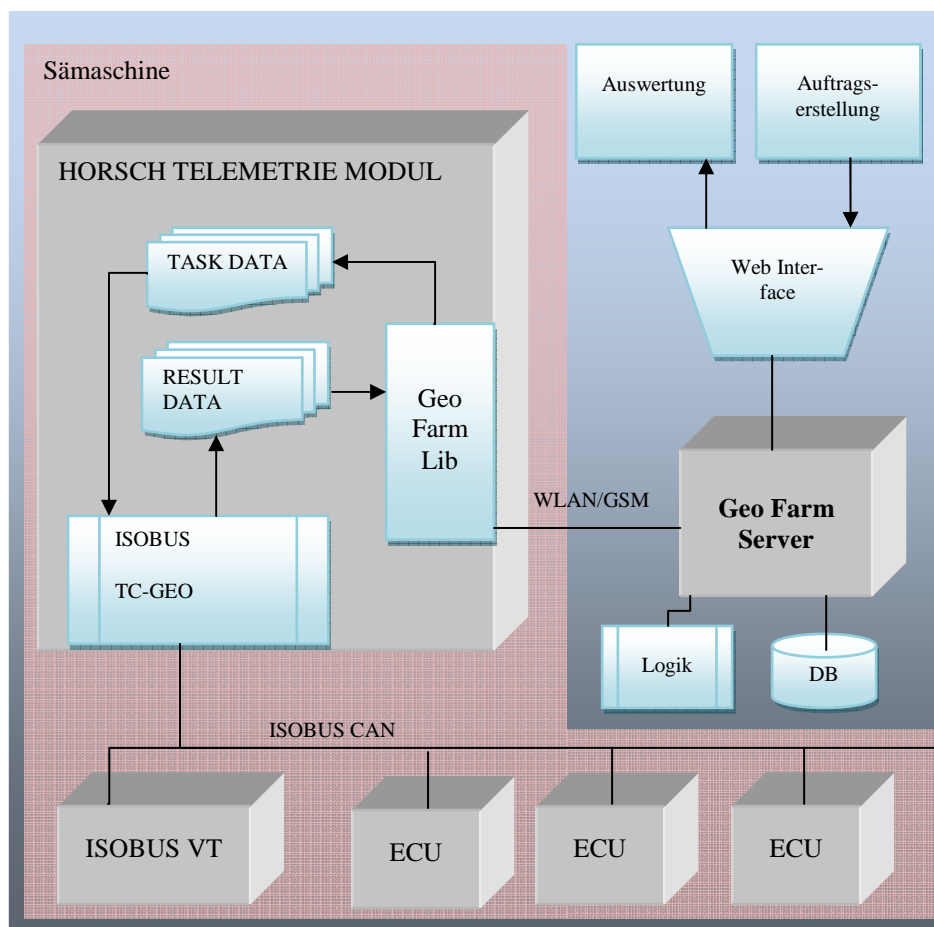 Sämaschine
HORSCH TELEMETRIE MODUL
TASK DATA
RESULT
DATA
Geo
Farm
Lib
ISOBUS
TC-GEO
Auswertung
Auftrags-
erstellung
Web Inter-
face
WLAN/GSM
Geo Farm
Server
Logik
DB
ISOBUS CAN
ISOBUS VT
ECU
ECU
ECU